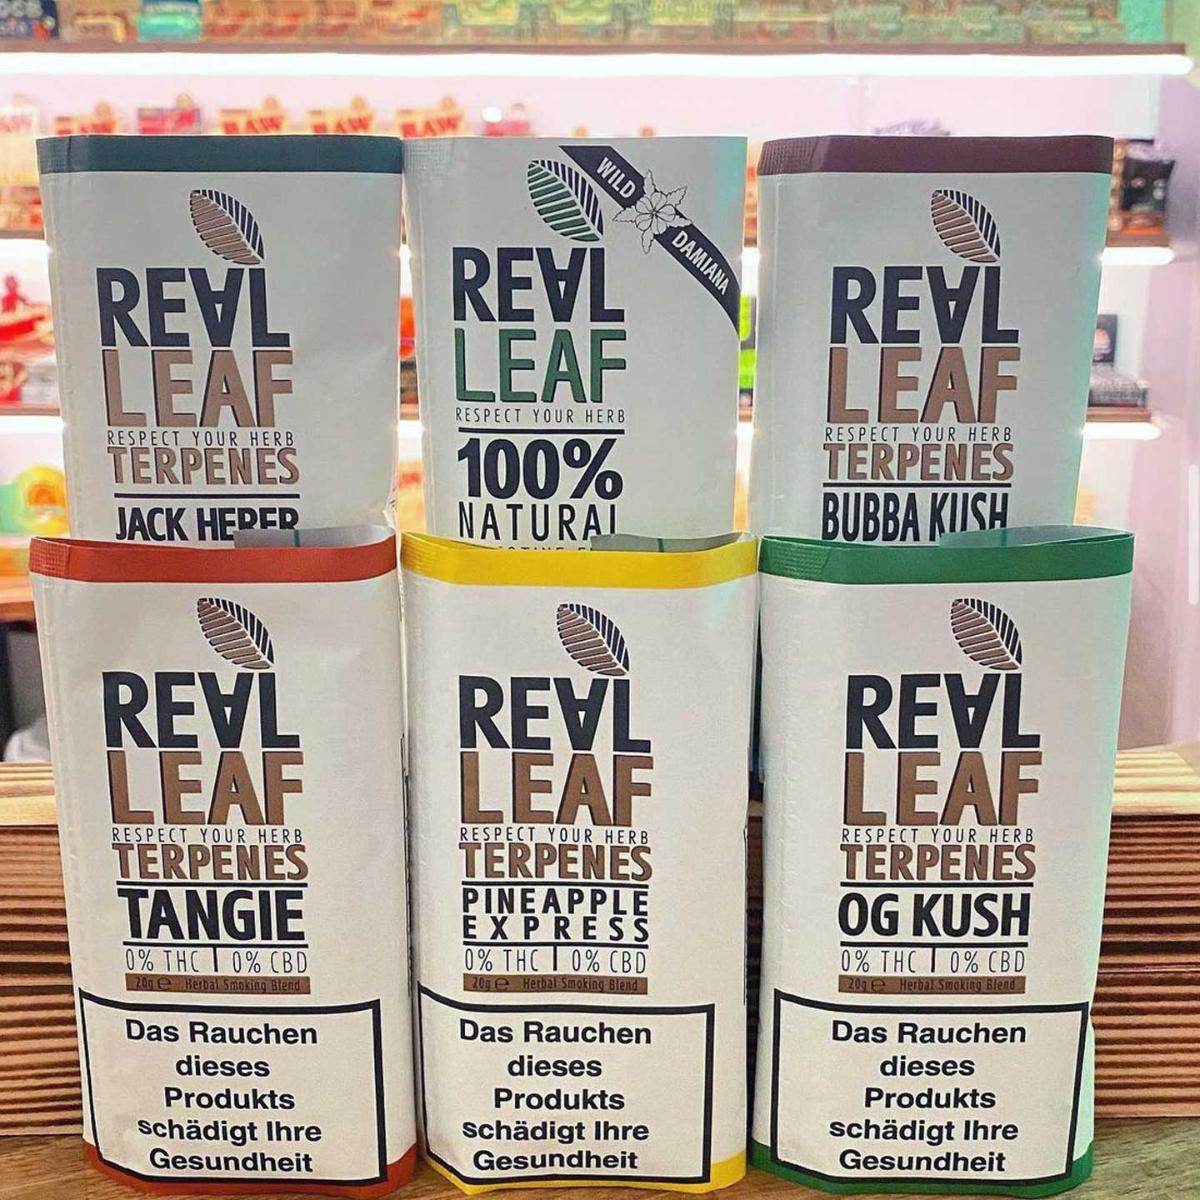 RAW
RAW
RAW
REAL
LEAF
RESPECT YOUR HERB
TERPENES
JACK HERER
WILD
DAMIANA
REAL
LEAF
RESPECT YOUR HERB
100%
NATURAL
REAL
LEAF
RESPECT YOUR HERB
TERPENES
BUBBA KUSH
REAL
LEAF
RESPECT YOUR HERB
TERPENES
TANGIE
0% THC | 0% CBD
20g ℮ Herbal Smoking Blend
Das Rauchen
dieses
Produkts
schädigt Ihre
Gesundheit
REAL
LEAF
RESPECT YOUR HERB
TERPENES
PINEAPPLE
EXPRESS
0% THC | 0% CBD
20g ℮ Herbal Smoking Blend
Das Rauchen
dieses
Produkts
schädigt Ihre
Gesundheit
REAL
LEAF
RESPECT YOUR HERB
TERPENES
OG KUSH
0% THC | 0% CBD
20g ℮ Herbal Smoking Blend
Das Rauchen
dieses
Produkts
schädigt Ihre
Gesundheit